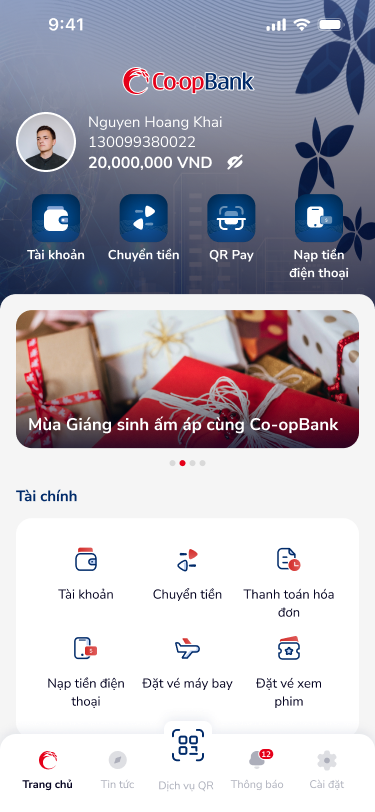 9:41
Co-opBank
Nguyen Hoang Khai
130099380022
20,000,000 VND
Tài khoản
Chuyển tiền
QR Pay
Nạp tiền
điện thoại
Mùa Giáng sinh ấm áp cùng Co-opBank
Tài chính
Tài khoản
Chuyển tiền
Thanh toán hóa
đơn
Nạp tiền điện
thoại
Đặt vé máy bay
Đặt vé xem
phim
12
Trang chủ
Tin tức
Dịch vụ QR
Thông báo
Cài đặt